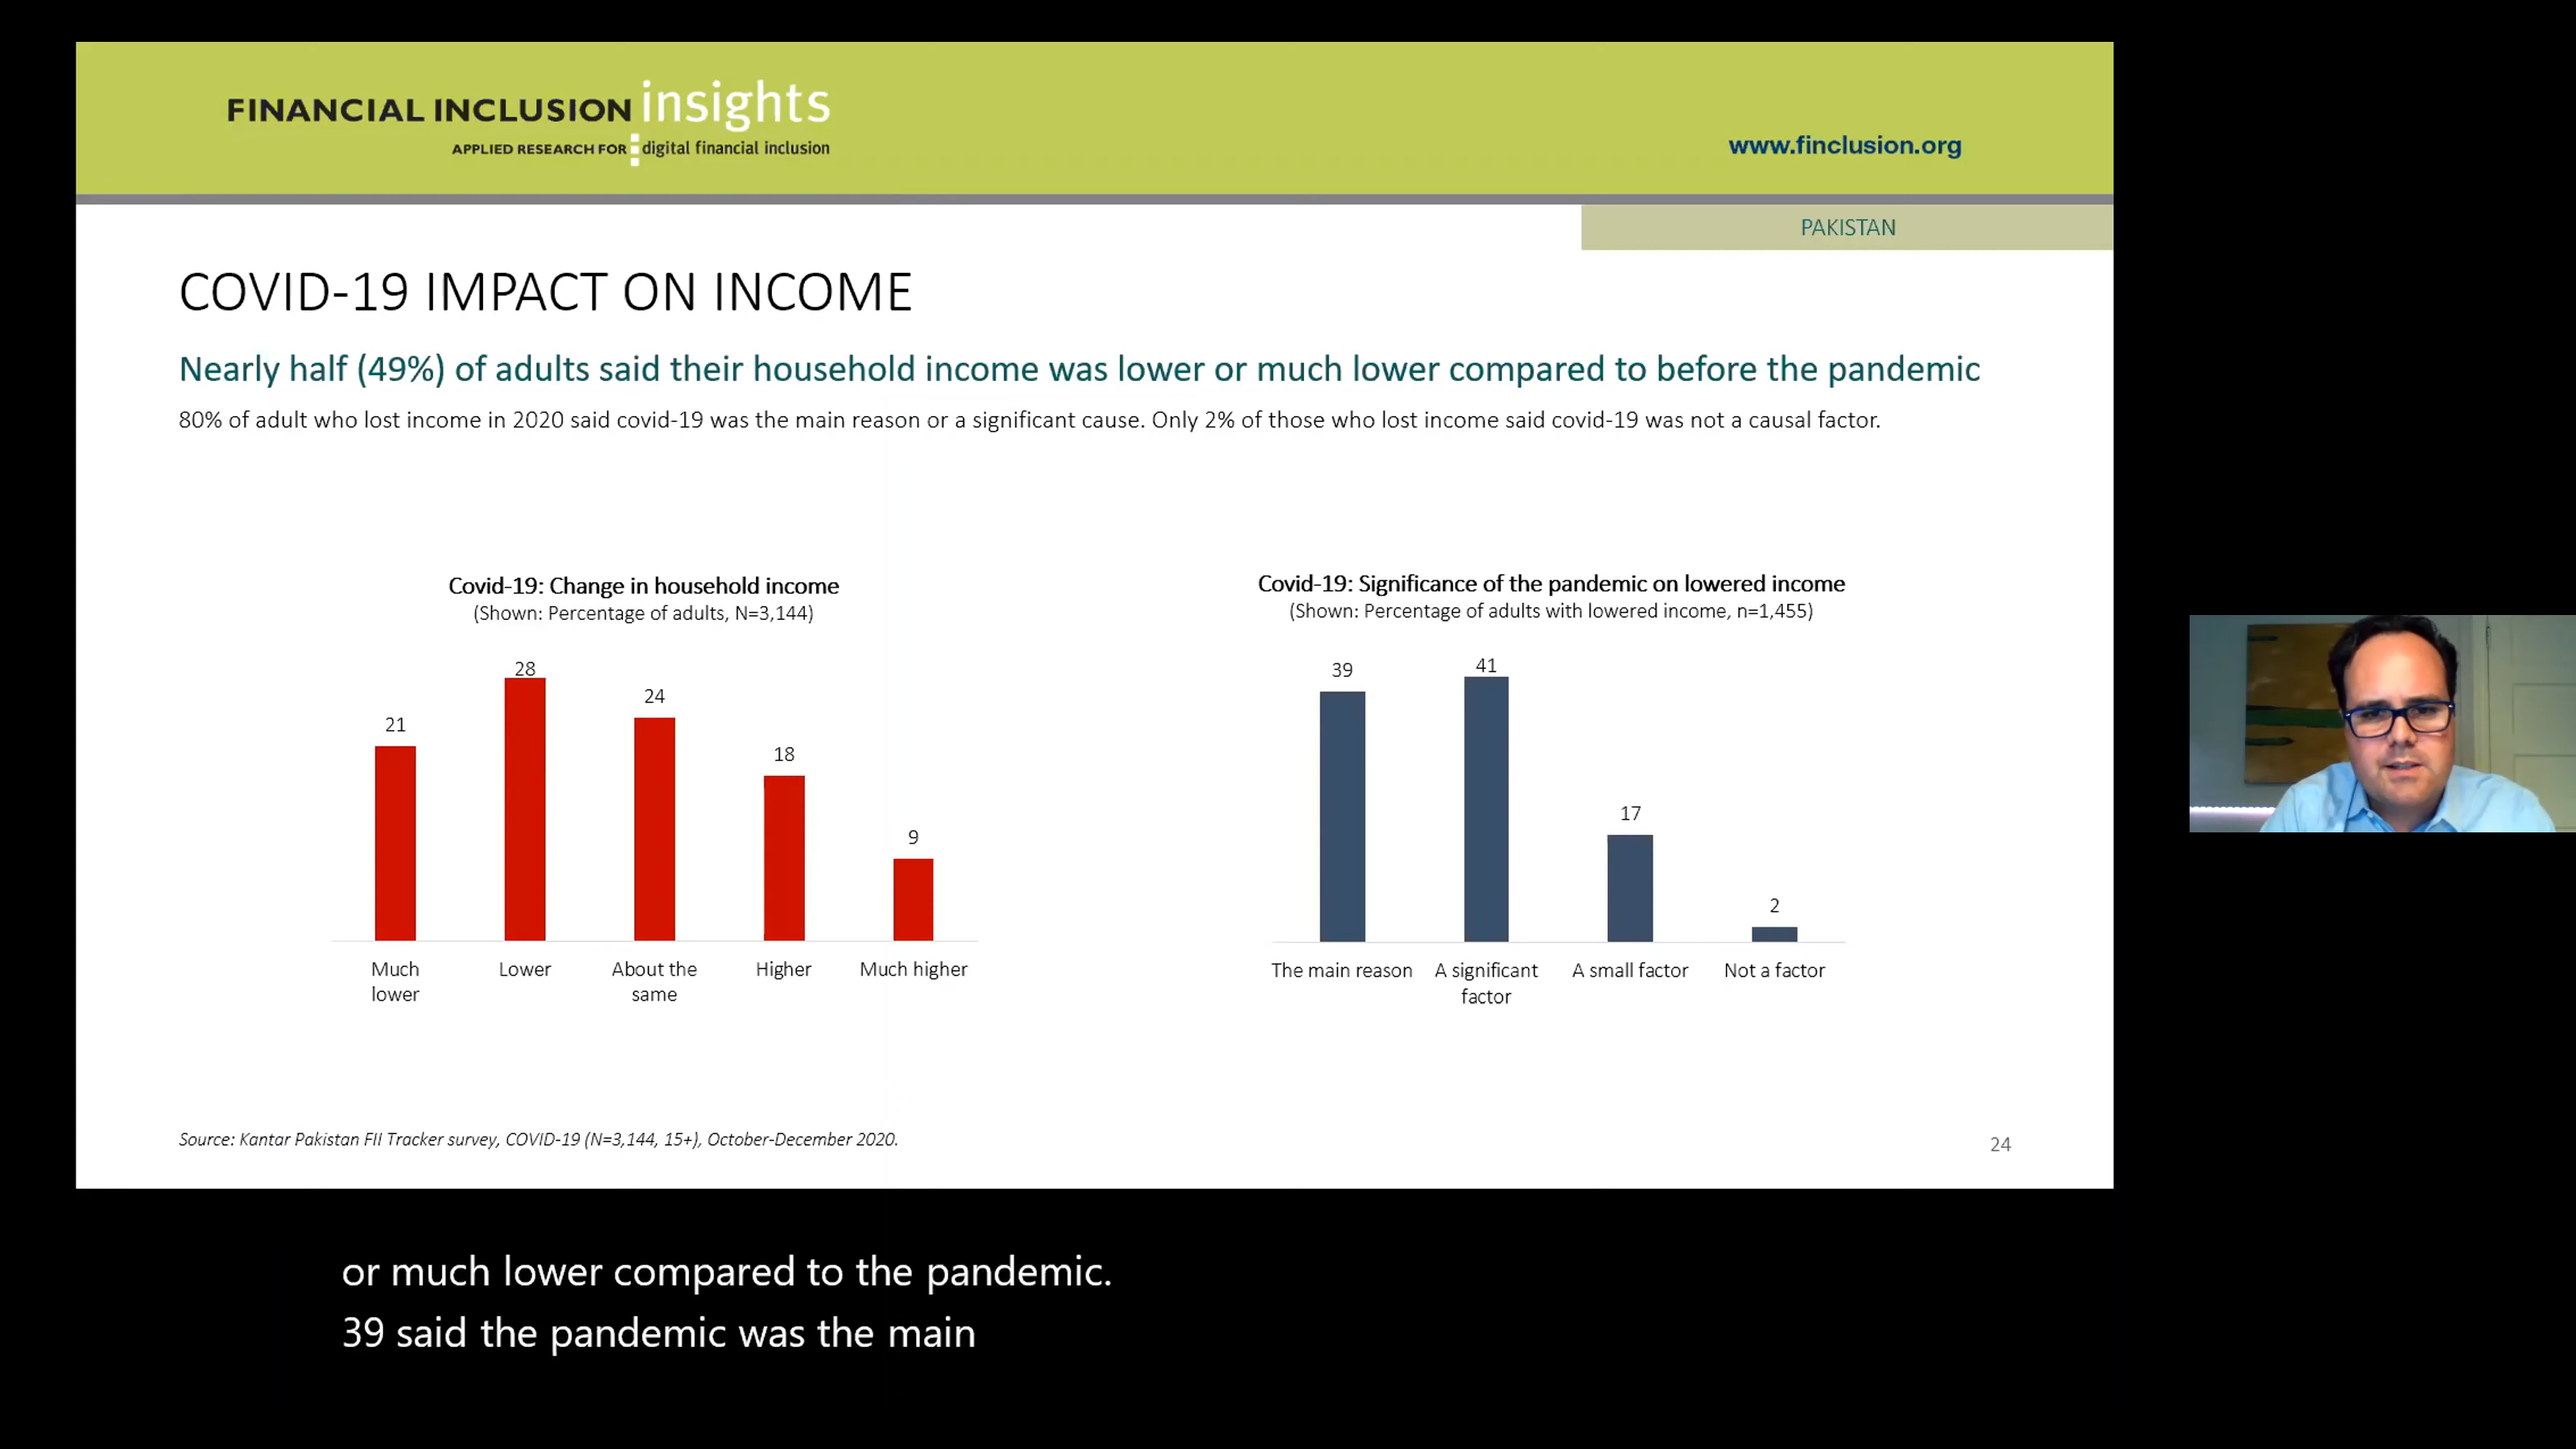 FINANCIAL INCLUSION insights
APPLIED RESEARCH FOR digital financial inclusion
www.finclusion.org
PAKISTAN
COVID-19 IMPACT ON INCOME
Nearly half (49%) of adults said their household income was lower or much lower compared to before the pandemic
80% of adult who lost income in 2020 said covid-19 was the main reason or a significant cause. Only 2% of those who lost income said covid-19 was not a causal factor.
Covid-19: Change in household income
(Shown: Percentage of adults, N=3,144)
21
28
24
18
9
Much
lower
Lower
About the
same
Higher
Much higher
Covid-19: Significance of the pandemic on lowered income
(Shown: Percentage of adults with lowered income, n=1,455)
39
41
17
2
The main reason
A significant
factor
A small factor
Not a factor
Source: Kantar Pakistan FII Tracker survey, COVID-19 (N=3,144, 15+), October-December 2020.
24
or much lower compared to the pandemic.
39 said the pandemic was the main